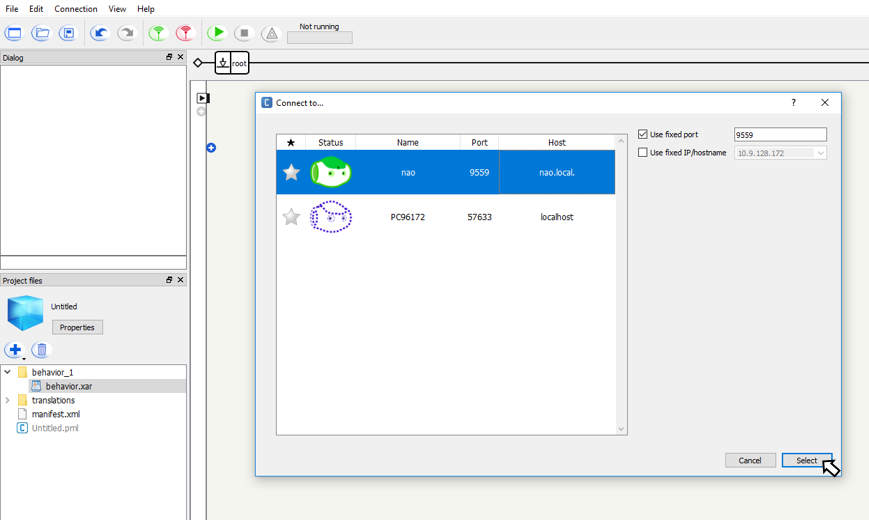 File Edit Connection View Help
Not running
Dialog
root
Connect to...
?
Status Name Port Host
nao 9559 nao.local.
PC96172 57633 localhost
Use fixed port 9559
Use fixed IP/hostname 10.9.128.172
Project files
Untitled
Properties
behavior_1
behavior.xar
translations
manifest.xml
Untitled.pml
Cancel Select